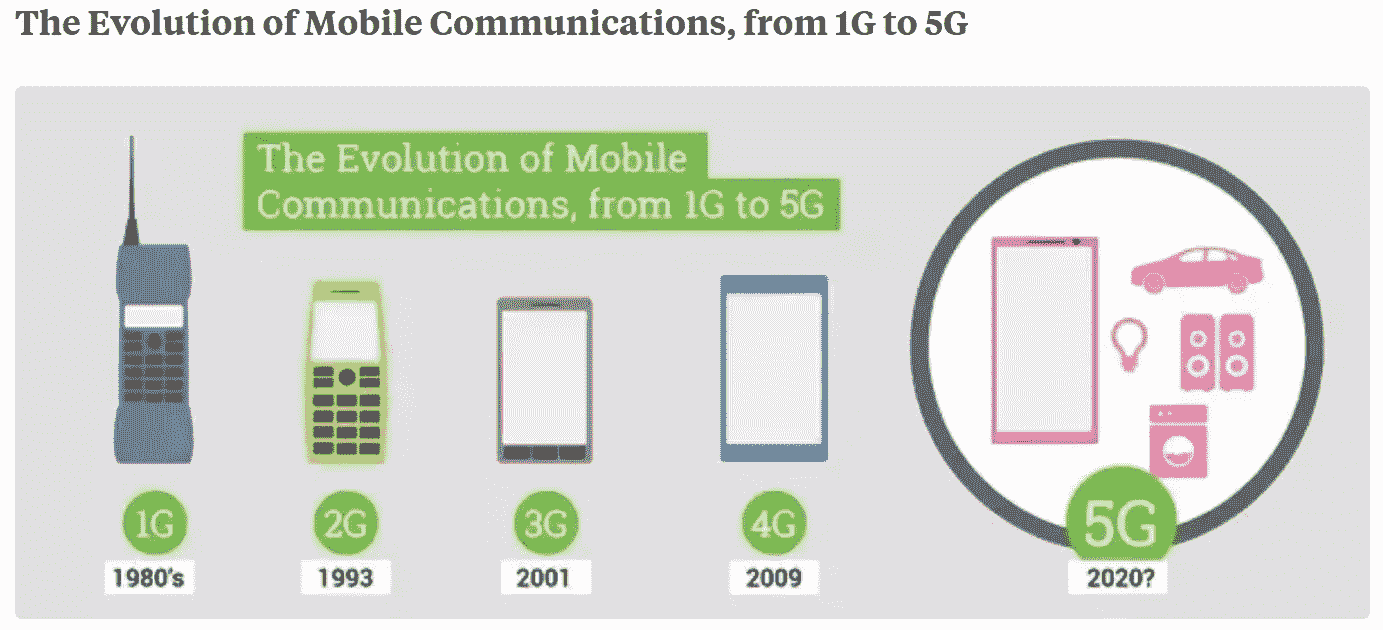 The Evolution of Mobile Communications, from 1G to 5G
The Evolution of Mobile
Communications, from 1G to 5G
1G
2G
3G
4G
5G
1980's
1993
2001
2009
2020?